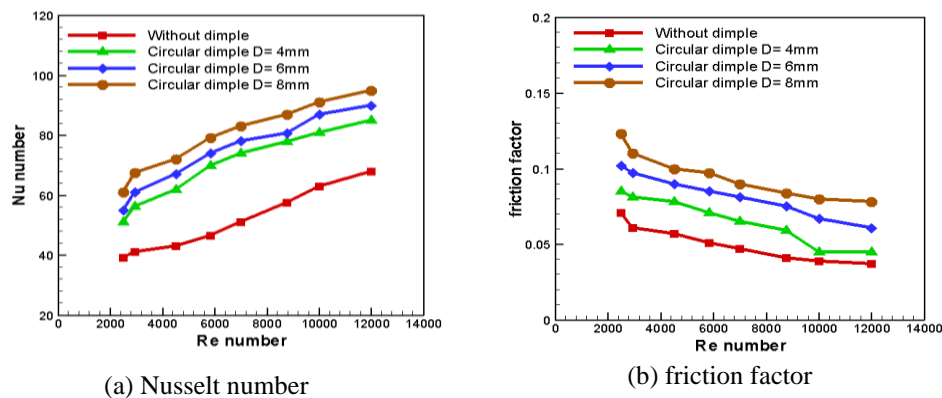 120
100
80
60
40
20
Nu number
Without dimple
Circular dimple D= 4mm
Circular dimple D= 6mm
Circular dimple D= 8mm
0 2000 4000 6000 8000 10000 12000 14000
Re number
(a) Nusselt number
0.2
0.15
0.1
0.05
0
friction factor
Without dimple
Circular dimple D= 4mm
Circular dimple D= 6mm
Circular dimple D= 8mm
0 2000 4000 6000 8000 10000 12000 14000
Re number
(b) friction factor